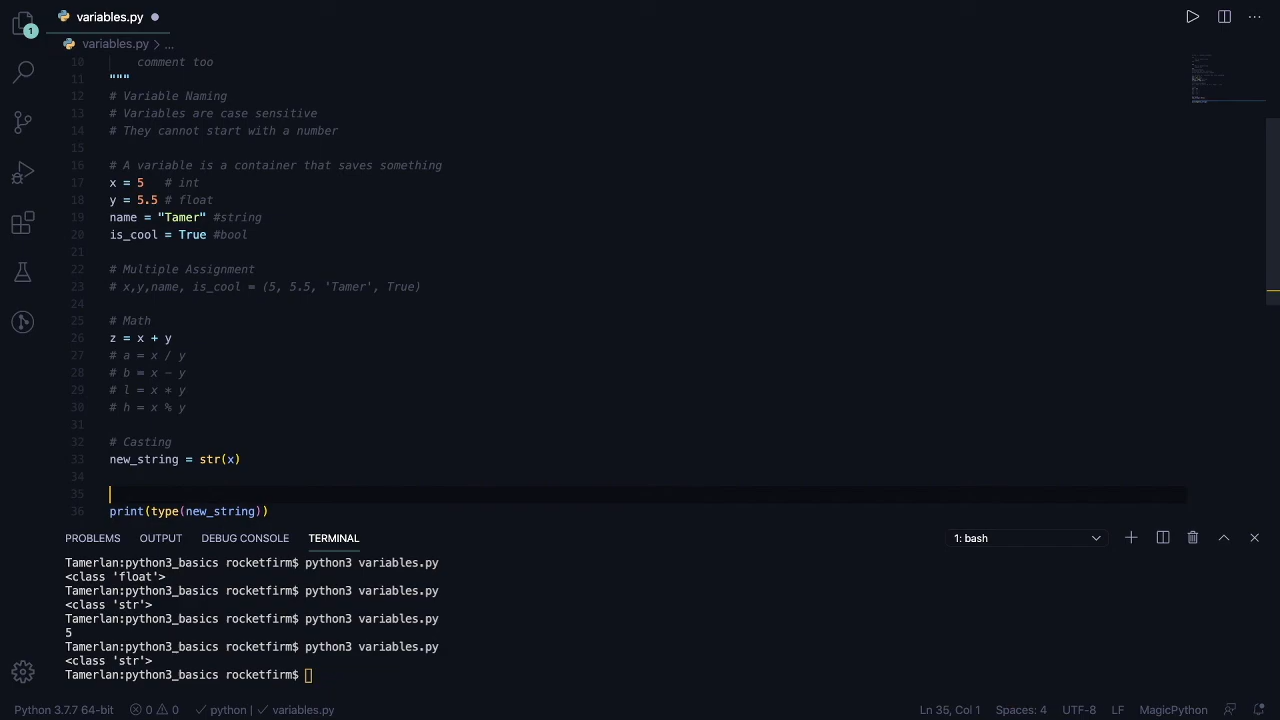 variables.py
1
variables.py > ...
10 comment too
11 """
12 # Variable Naming
13 # Variables are case sensitive
14 # They cannot start with a number
15
16 # A variable is a container that saves something
17 x = 5 # int
18 y = 5.5 # float
19 name = "Tamer" #string
20 is_cool = True #bool
21
22 # Multiple Assignment
23 # x,y,name, is_cool = (5, 5.5, 'Tamer', True)
24
25 # Math
26 z = x + y
27 # a = x / y
28 # b = x - y
29 # l = x * y
30 # h = x % y
31
32 # Casting
33 new_string = str(x)
34
35
36 print(type(new_string))
PROBLEMS OUTPUT DEBUG CONSOLE TERMINAL 1: bash
Tamerlan:python3_basics rocketfirm$ python3 variables.py
<class 'float'>
Tamerlan:python3_basics rocketfirm$ python3 variables.py
<class 'str'>
Tamerlan:python3_basics rocketfirm$ python3 variables.py
5
Tamerlan:python3_basics rocketfirm$ python3 variables.py
<class 'str'>
Tamerlan:python3_basics rocketfirm$
Python 3.7.7 64-bit 0 0 python | variables.py Ln 35, Col 1 Spaces: 4 UTF-8 LF MagicPython